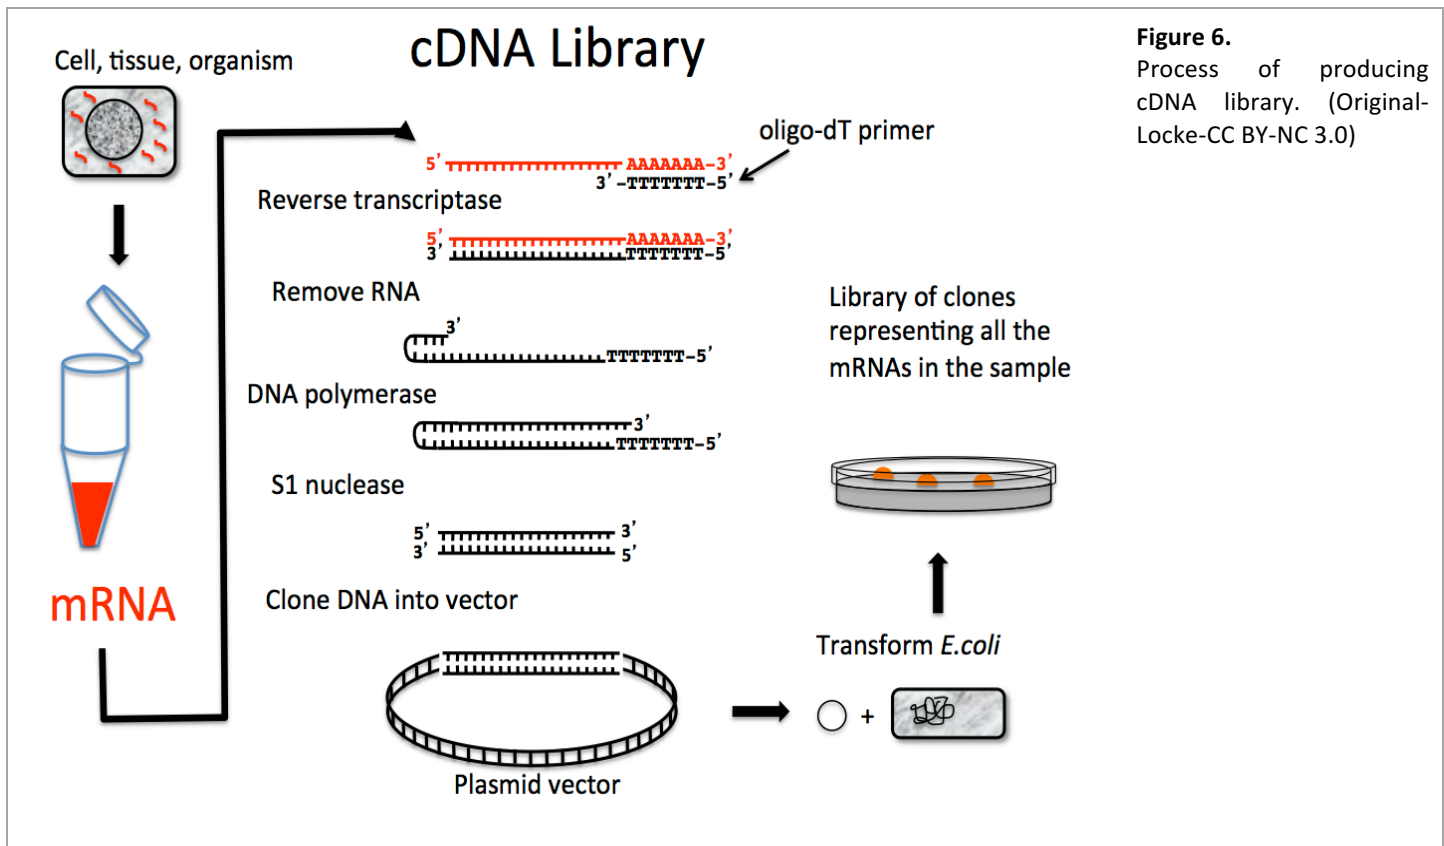 cDNA Library
Figure 6.
Process of producing
cDNA library. (Original-
Locke-CC BY-NC 3.0)
Cell, tissue, organism
mRNA
oligo-dT primer
5’ AAAAAAA-3’
3’ -TTTTTTT-5’
Reverse transcriptase
5’ AAAAAAA-3’
3’ TTTTTTT-5’
Remove RNA
3’
TTTTTTT-5’
DNA polymerase
3’
TTTTTTT-5’
S1 nuclease
5’ 3’
3’ 5’
Clone DNA into vector
Plasmid vector
Transform E.coli
+
Library of clones
representing all the
mRNAs in the sample